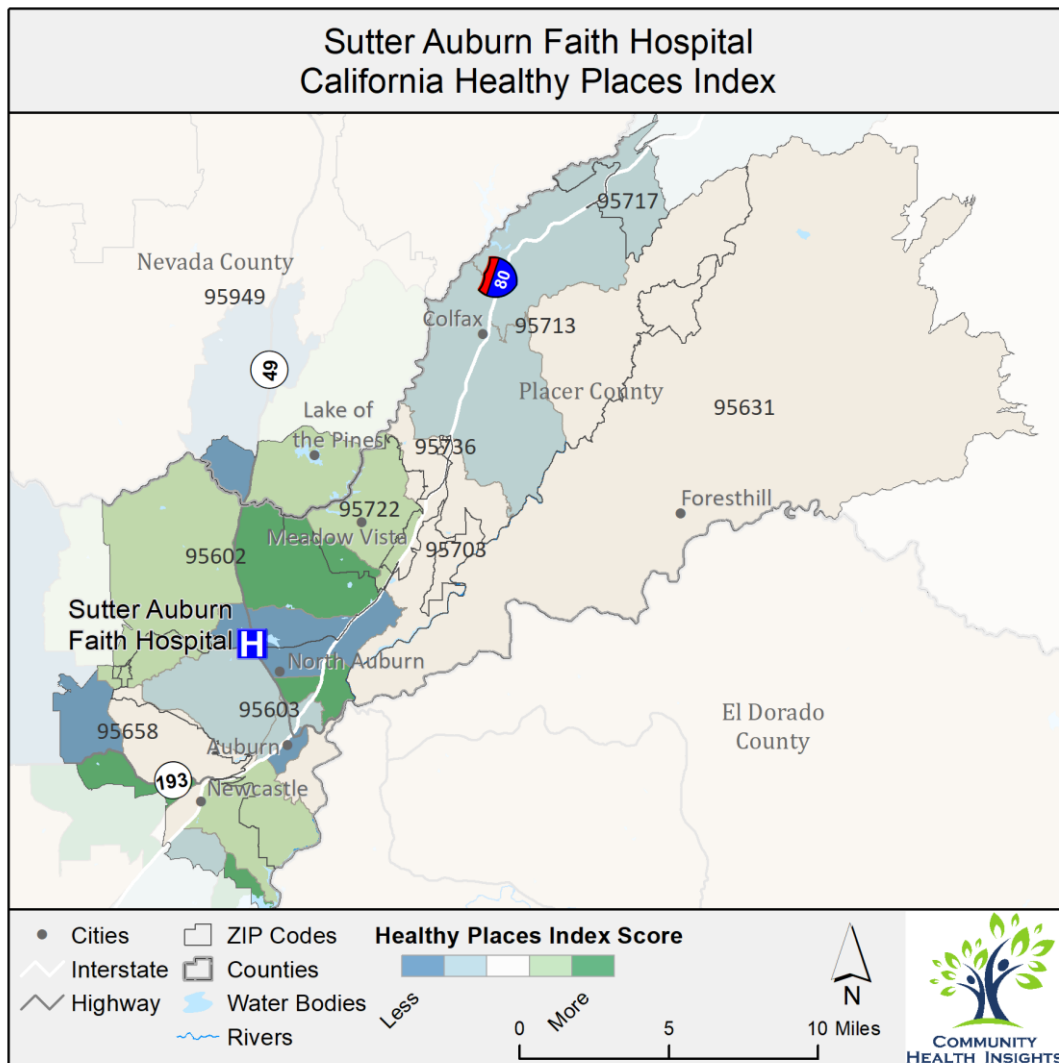 Sutter Auburn Faith Hospital
California Healthy Places Index
95717
Nevada County
95949
80
Colfax
95713
49
Placer County
95631
Lake of
the Pines
95736
Foresthill
95722
Meadow Vista
95602
95703
Sutter Auburn
Faith Hospital
H
North Auburn
95603
El Dorado
County
95658
Auburn
193
Newcastle
Cities
ZIP Codes
Healthy Places Index Score
Interstate
Counties
Highway
Water Bodies
Less
More
Rivers
N
0
5
10 Miles
COMMUNITY
HEALTH INSIGHTS